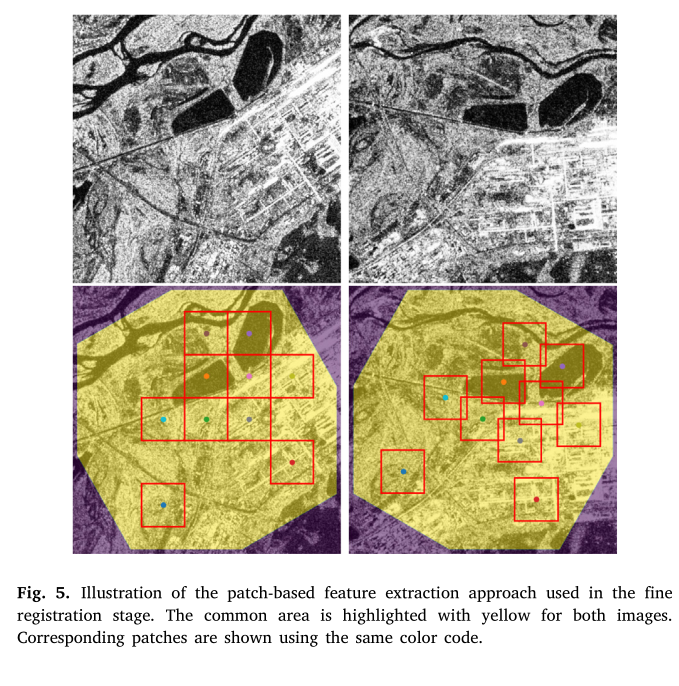 Fig. 5. Illustration of the patch-based feature extraction approach used in the fine
registration stage. The common area is highlighted with yellow for both images.
Corresponding patches are shown using the same color code.